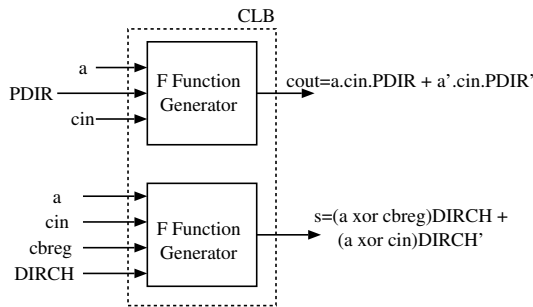 CLB
a
PDIR
cin
F Function
Generator
cout=a.cin.PDIR + a'.cin.PDIR'
a
cin
cbreg
DIRCH
F Function
Generator
s=(a xor cbreg)DIRCH +
(a xor cin)DIRCH'